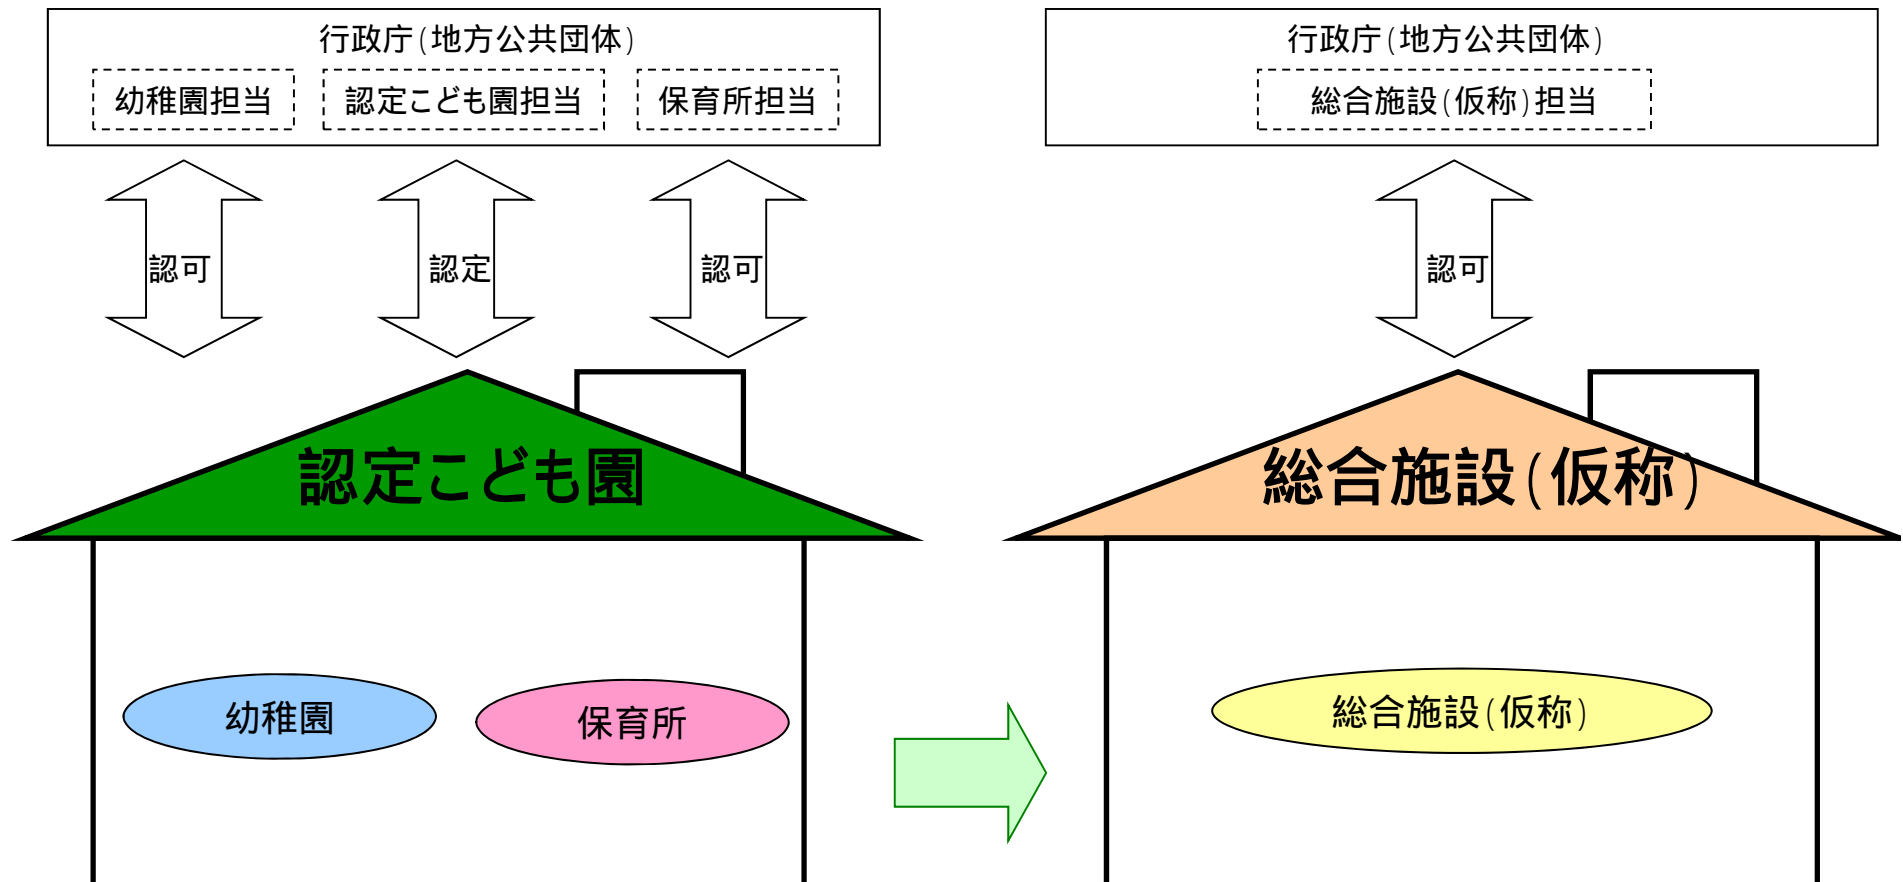 行政庁(地方公共団体)
幼稚園担当
認定こども園担当
保育所担当
認可
認定
認可
認定こども園
幼稚園
保育所
行政庁(地方公共団体)
総合施設(仮称)担当
認可
総合施設(仮称)
総合施設(仮称)